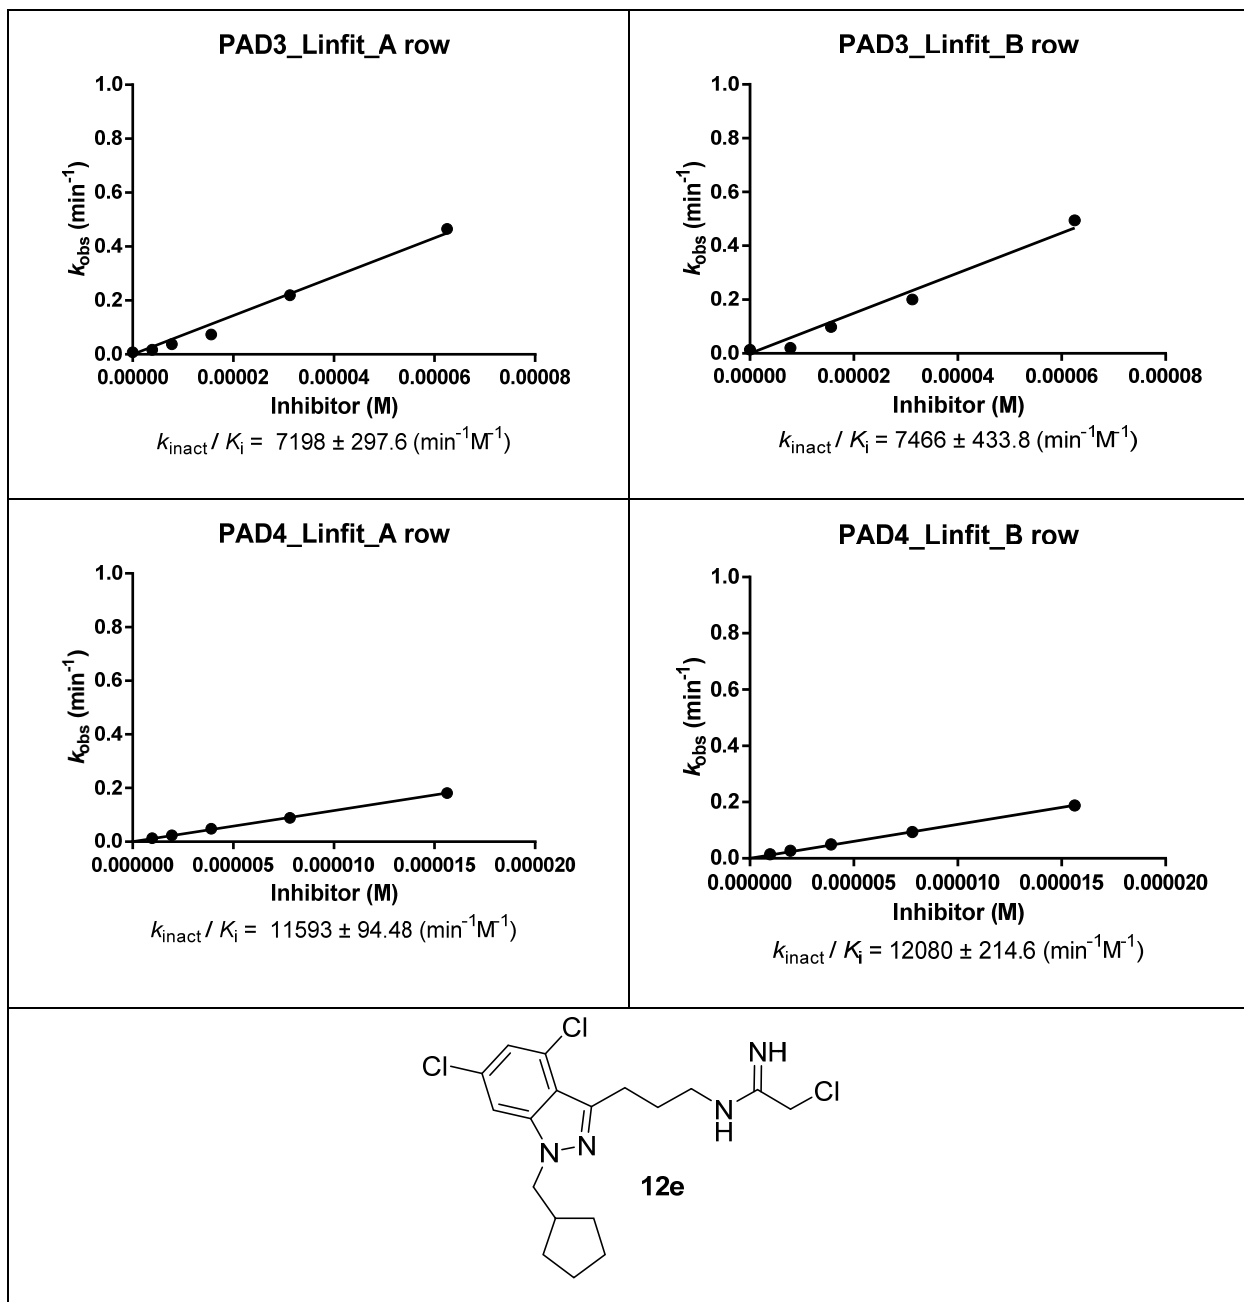 PAD3_Linfit_A row
1.0
0.8
0.6
0.4
0.2
0.0
kobs (min-1)
0.00000 0.00002 0.00004 0.00006 0.00008
Inhibitor (M)
kinact / Ki = 7198 ± 297.6 (min-1M-1)
PAD3_Linfit_B row
1.0
0.8
0.6
0.4
0.2
0.0
kobs (min-1)
0.00000 0.00002 0.00004 0.00006 0.00008
Inhibitor (M)
kinact / Ki = 7466 ± 433.8 (min-1M-1)
PAD4_Linfit_A row
1.0
0.8
0.6
0.4
0.2
0.0
kobs (min-1)
0.000000 0.000005 0.000010 0.000015 0.000020
Inhibitor (M)
kinact / Ki = 11593 ± 94.48 (min-1M-1)
PAD4_Linfit_B row
1.0
0.8
0.6
0.4
0.2
0.0
kobs (min-1)
0.000000 0.000005 0.000010 0.000015 0.000020
Inhibitor (M)
kinact / Ki = 12080 ± 214.6 (min-1M-1)
Cl
Cl
NH
Cl
N
H
N
N
12e